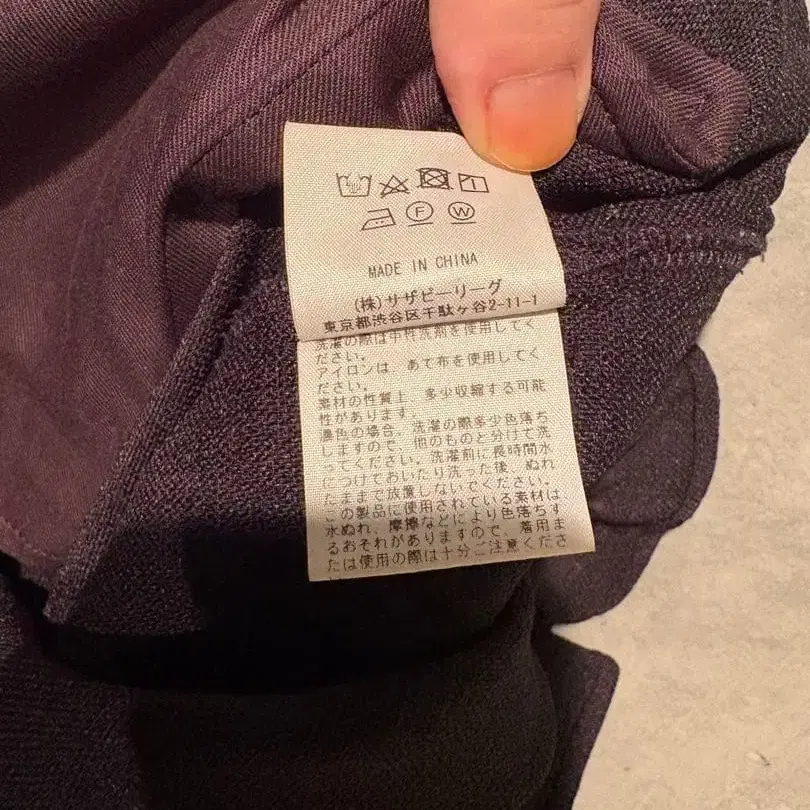 F W
MADE IN CHINA
(株)サザビーリーグ
東京都渋谷区千駄ヶ谷2-11-1
洗濯の際は中性洗剤を使用してく
ださい。
アイロンは、あて布を使用してく
ださい。
素材の性質上、多少収縮する可能
性があります。
濃色の場合、洗濯の際多少色落ち
しますので、他のものと分けて洗
ってください。洗濯前に長時間水
につけておいたり洗った後、ぬれ
たままで放置しないでください。
この製品に使用されている素材は、
水ぬれ、摩擦などにより色落ちす
るおそれがありますので、着用ま
たは使用の際は十分ご注意くださ